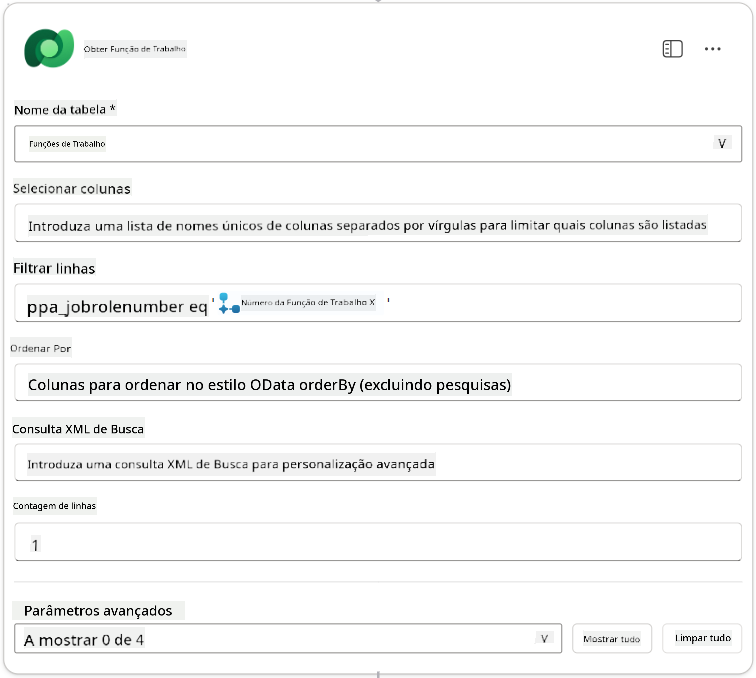 Obter Função de Trabalho
Nome da tabela *
Funções de Trabalho
Selecionar colunas
Introduza uma lista de nomes únicos de colunas separados por vírgulas para limitar quais colunas são listadas
Filtrar linhas
ppa_jobrolenumber eq ' Número da Função de Trabalho X '
Ordenar Por
Colunas para ordenar no estilo OData orderBy (excluindo pesquisas)
Consulta XML de Busca
Introduza uma consulta XML de Busca para personalização avançada
Contagem de linhas
1
Parâmetros avançados
A mostrar 0 de 4
Mostrar tudo
Limpar tudo